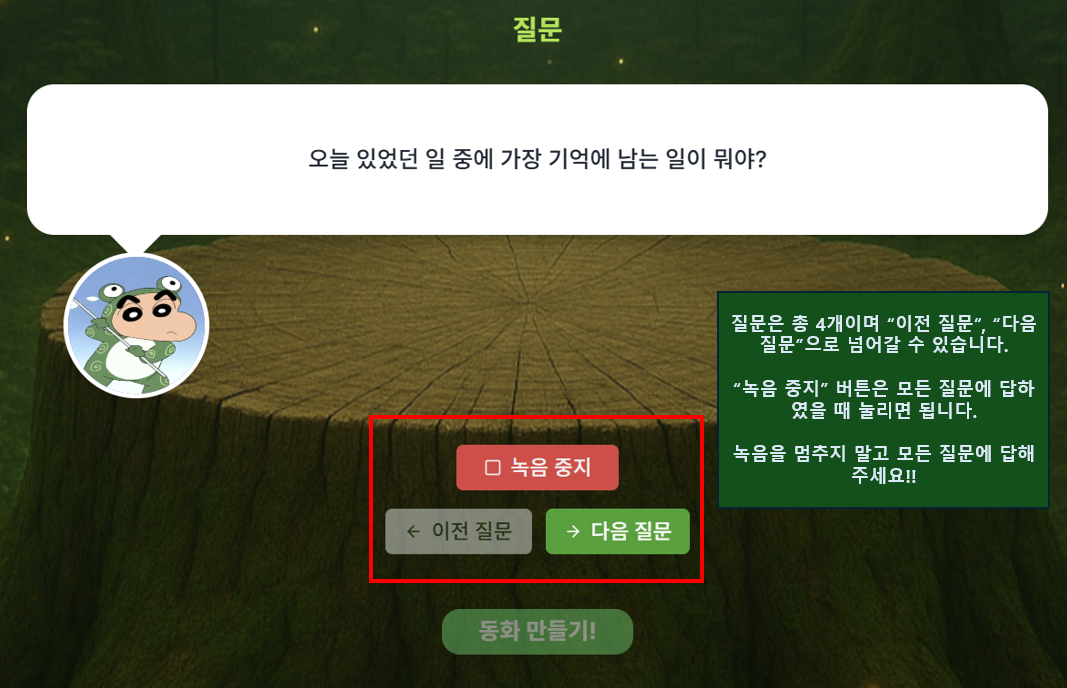 질문
오늘 있었던 일 중에 가장 기억에 남는 일이 뭐야?
질문은 총 4개이며 “이전 질문“, “다음
질문”으로 넘어갈 수 있습니다.
“녹음 중지” 버튼은 모든 질문에 답하
였을 때 눌리면 됩니다.
녹음을 멈추지 말고 모든 질문에 답해
주세요!!
녹음 중지
← 이전 질문
→ 다음 질문
동화 만들기!